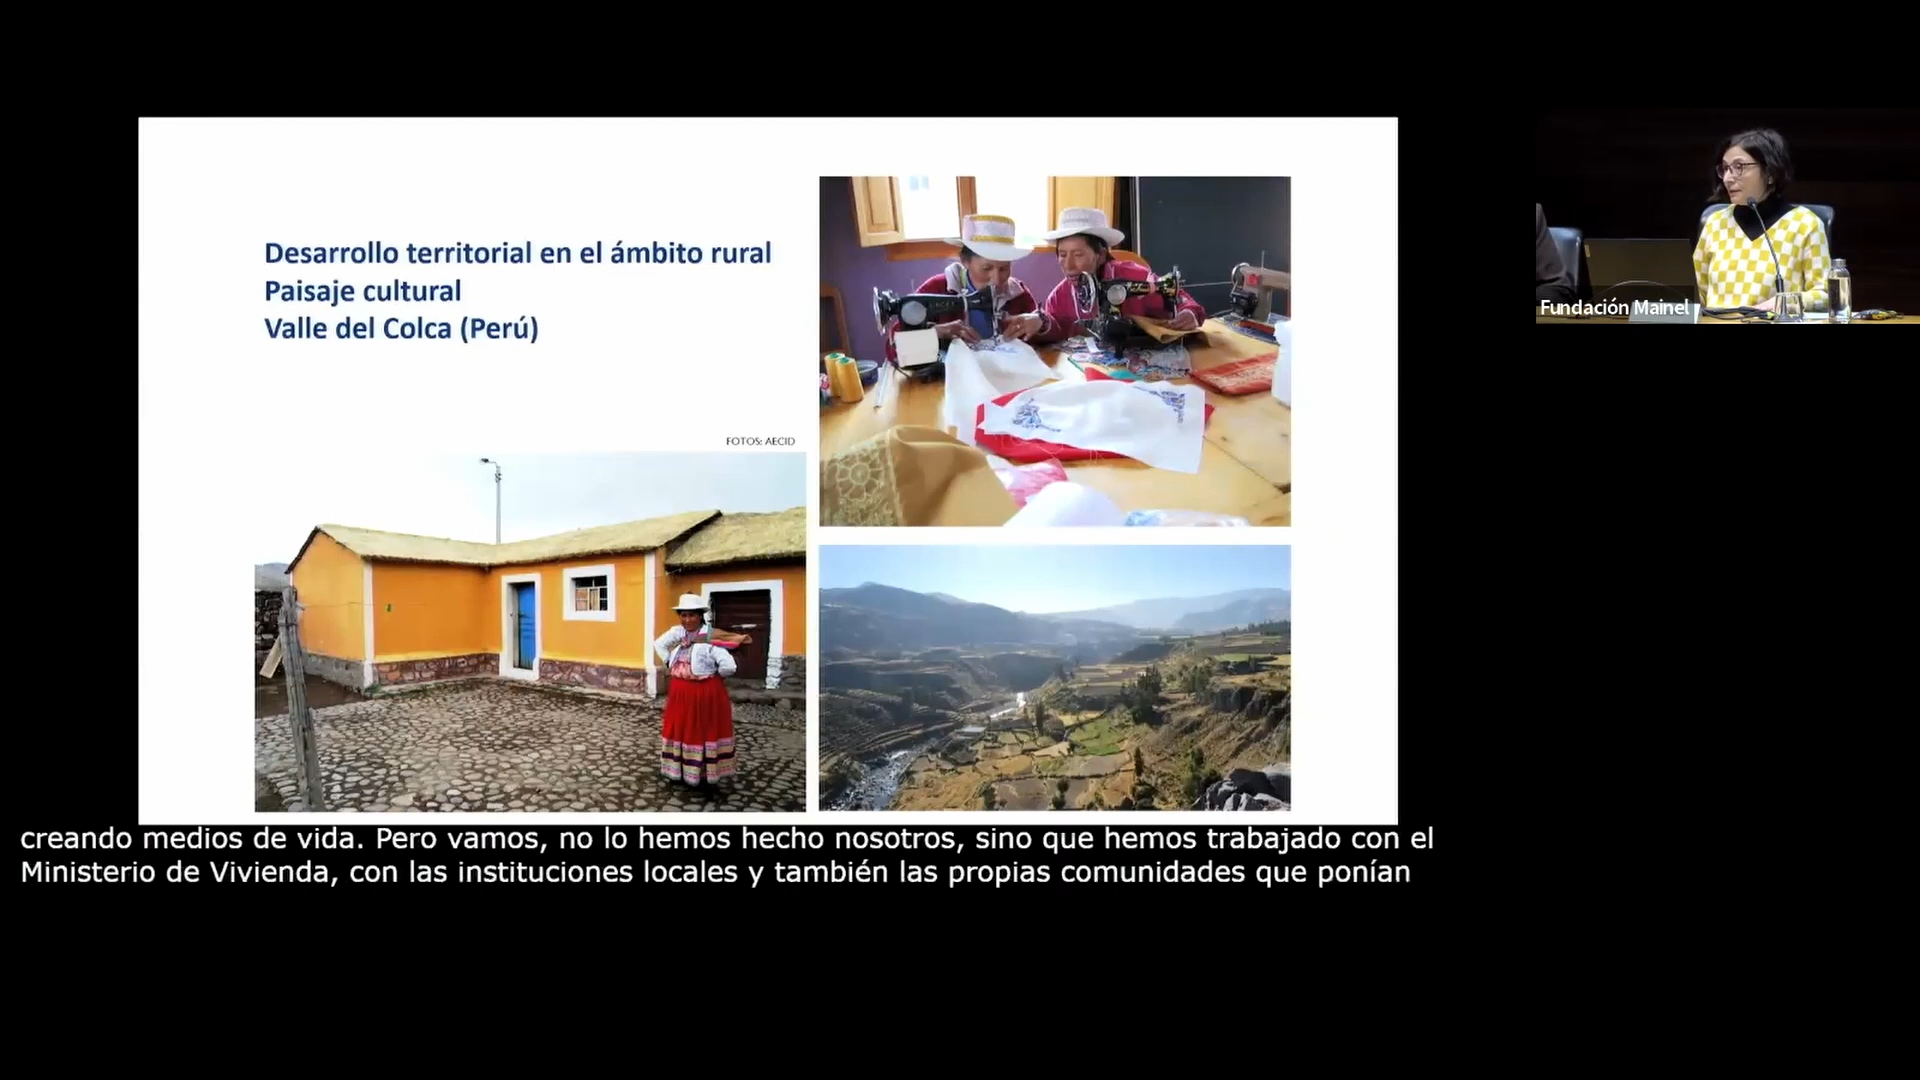 Desarrollo territorial en el ámbito rural
Paisaje cultural
Valle del Colca (Perú)
FOTOS: AECID
Fundación Mainel
creando medios de vida. Pero vamos, no lo hemos hecho nosotros, sino que hemos trabajado con el
Ministerio de Vivienda, con las instituciones locales y también las propias comunidades que ponían